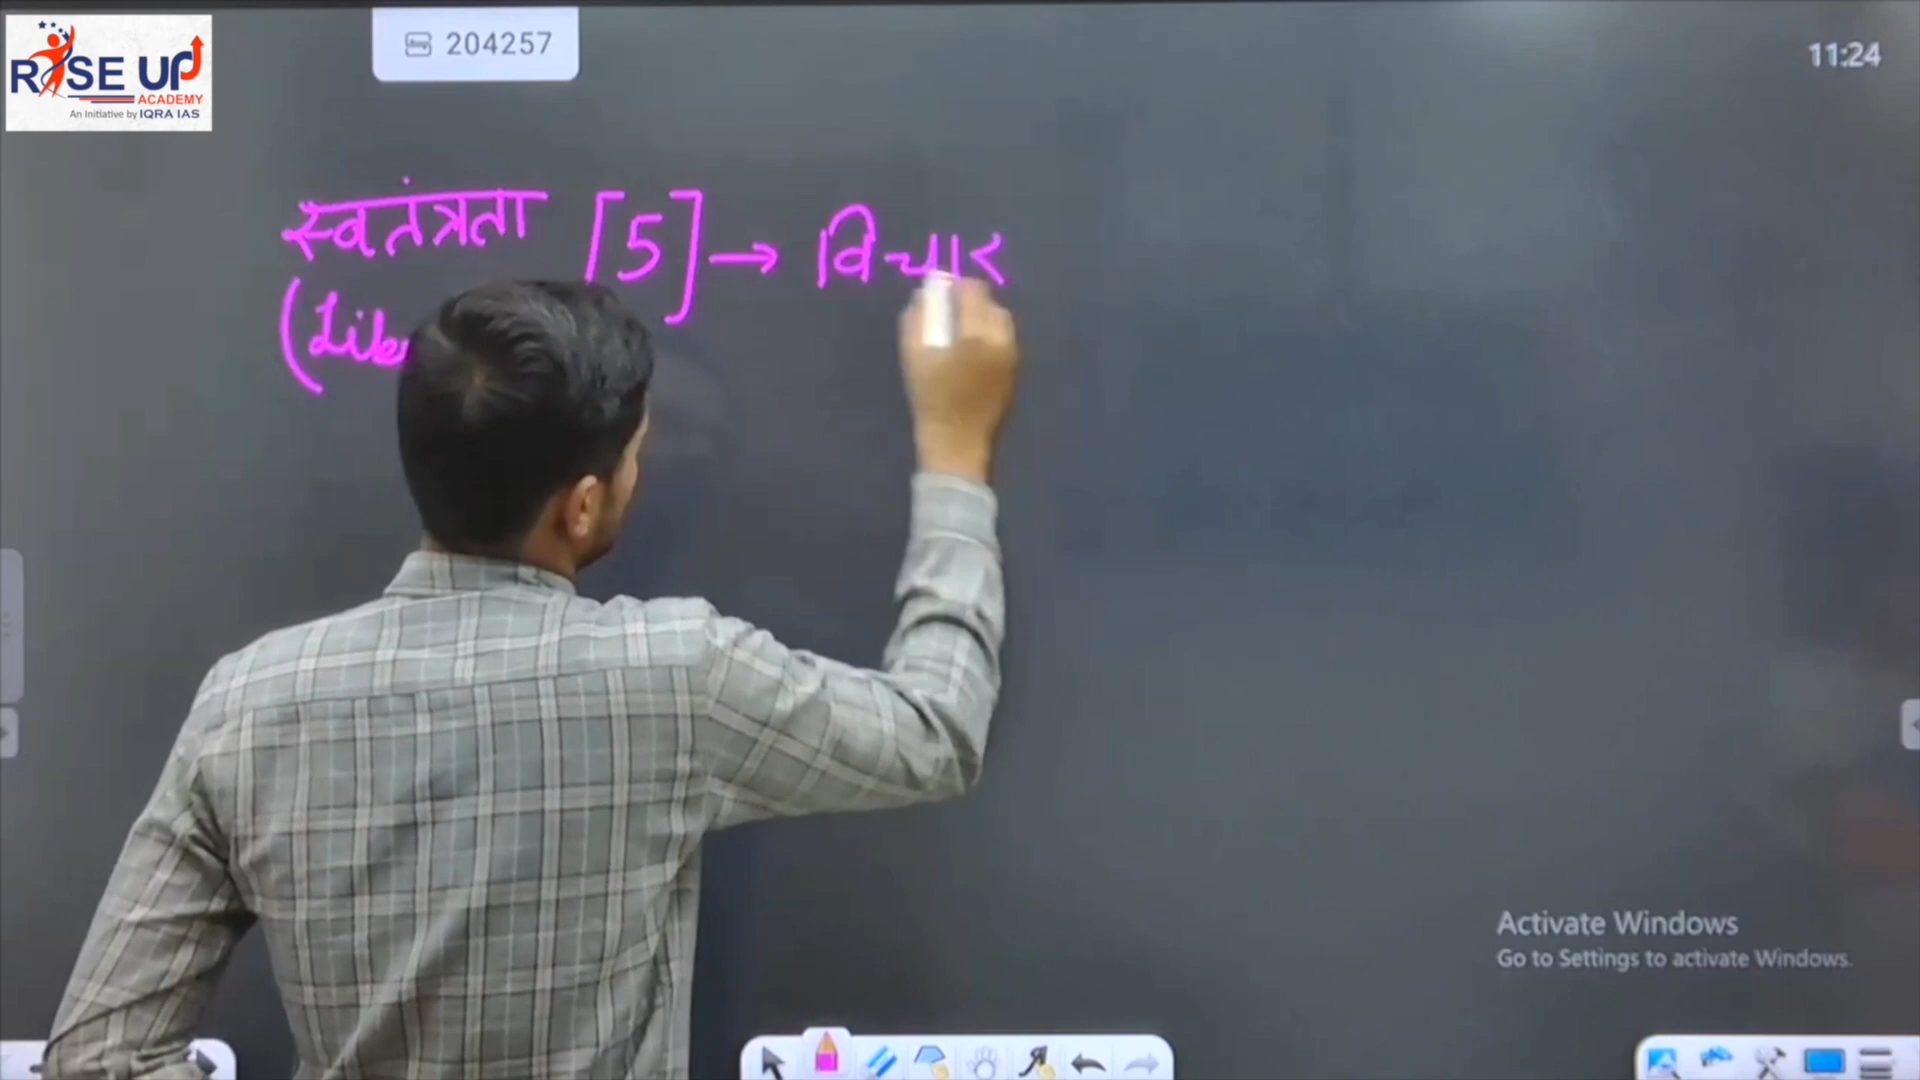 RISE UP
ACADEMY
An Initiative by IQRA IAS
204257
11:24
स्वतंत्रता [5] → विचार
Activate Windows
Go to Settings to activate Windows.